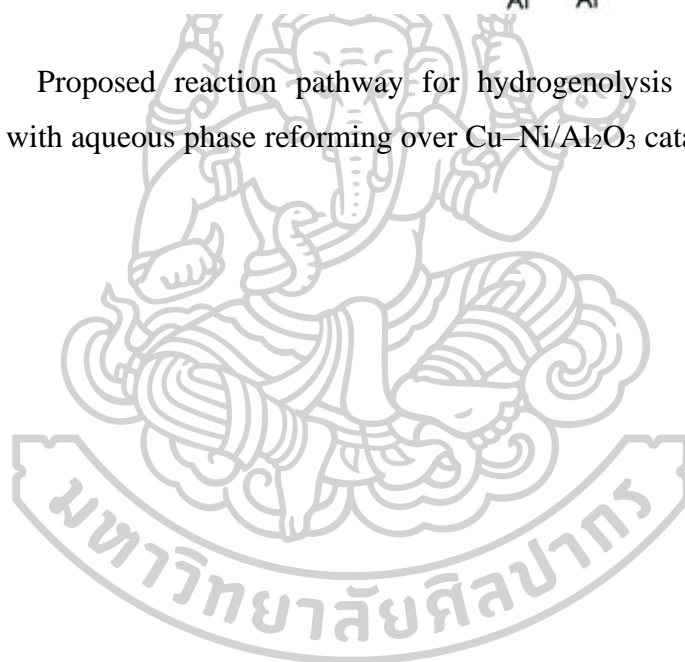 Al Al
Proposed reaction pathway for hydrogenolysis
with aqueous phase reforming over Cu–Ni/Al₂O₃
มหาวิทยาลัยศิลปากร